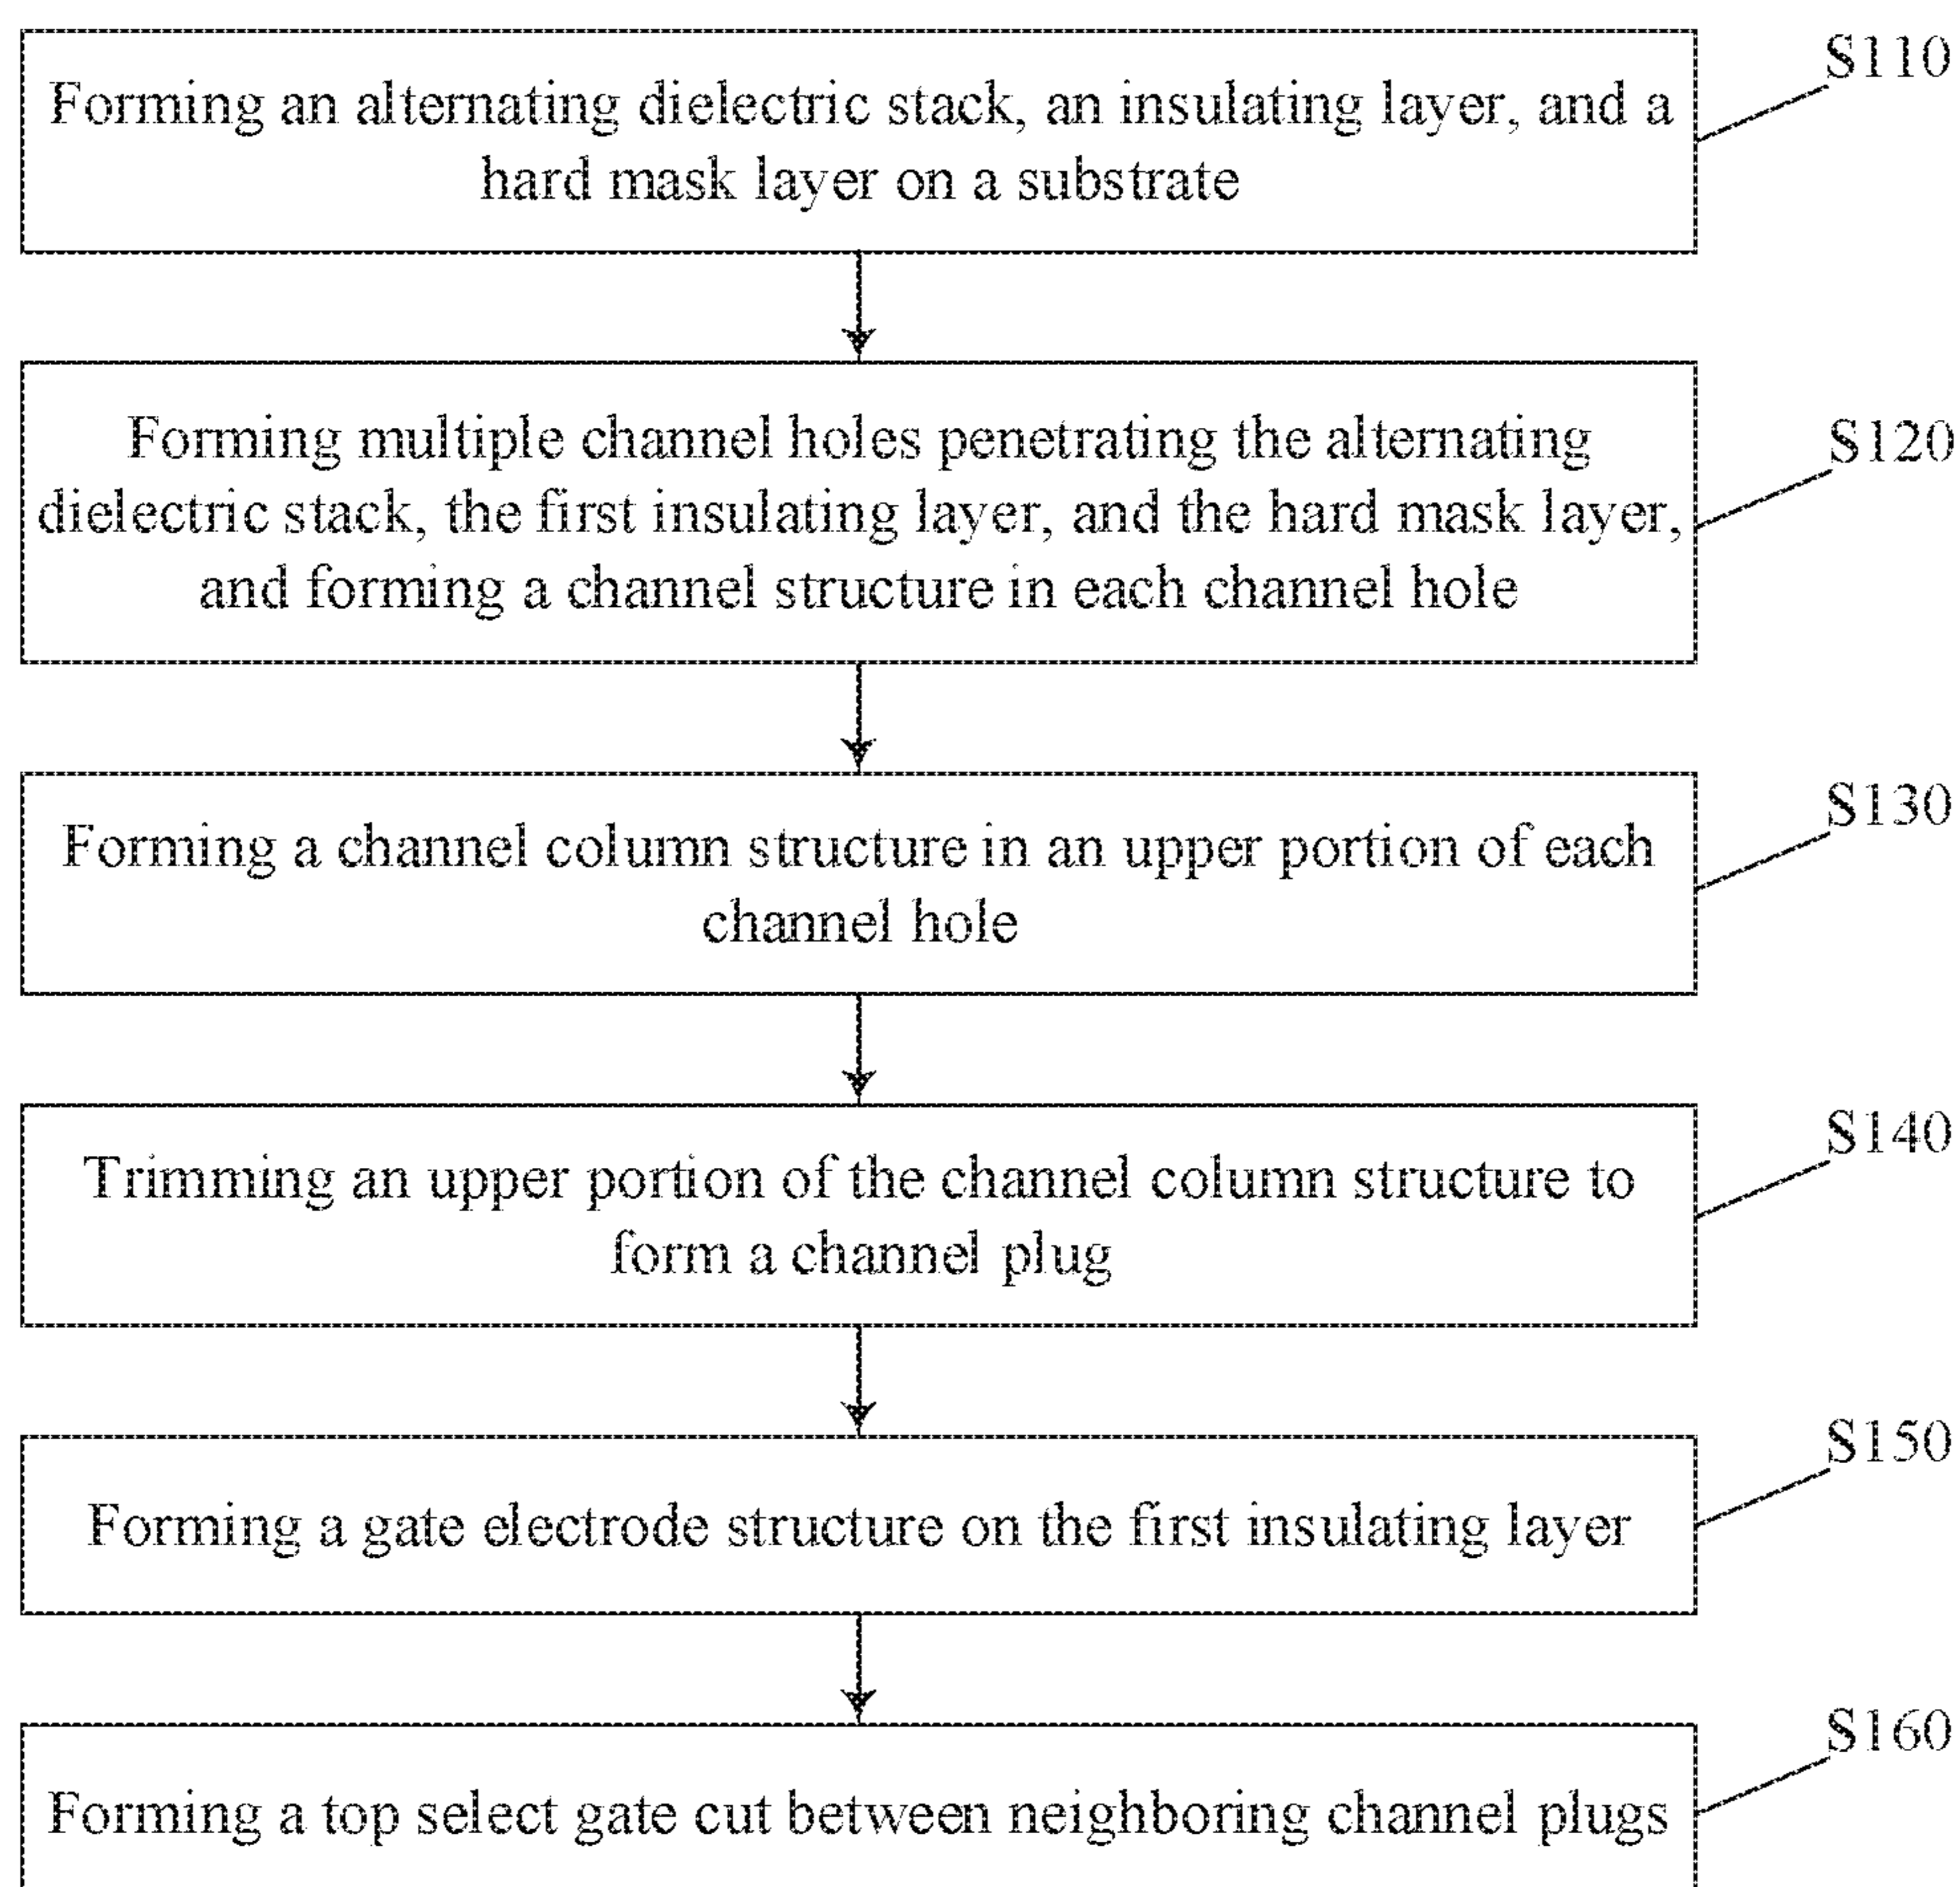 S110
Forming an alternating dielectric stack, an insulating layer, and a
hard mask layer on a substrate
S120
Forming multiple channel holes penetrating the alternating
dielectric stack, the first insulating layer, and the hard mask layer,
and forming a channel structure in each channel hole
S130
Forming a channel column structure in an upper portion of each
channel hole
S140
Trimming an upper portion of the channel column structure to
form a channel plug
S150
Forming a gate electrode structure on the first insulating layer
S160
Forming a top select gate cut between neighboring channel plugs